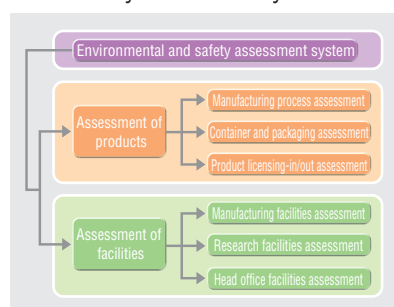 Environmental and safety assessment system
Assessment of
products
Manufacturing process assessment
Container and packaging assessment
Product licensing-in/out assessment
Assessment of
facilities
Manufacturing facilities assessment
Research facilities assessment
Head office facilities assessment